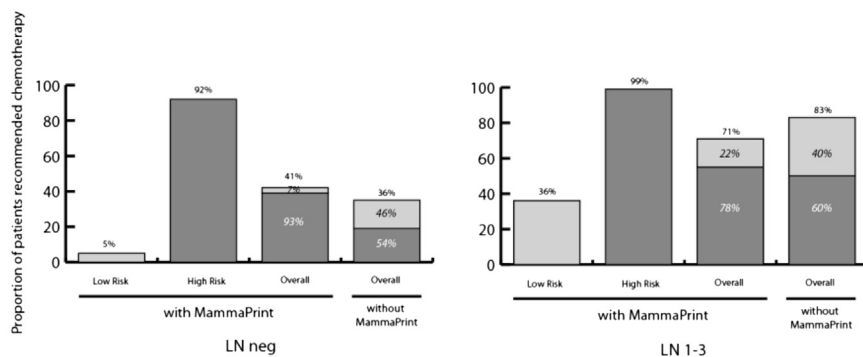 Proportion of patients recommended chemotherapy
100
80
60
40
20
0
5%
92%
41%
7%
93%
36%
46%
54%
Low Risk
High Risk
Overall
Overall
with MammaPrint
without
MammaPrint
LN neg
100
80
60
40
20
0
36%
99%
71%
22%
78%
83%
40%
60%
Low Risk
High Risk
Overall
Overall
with MammaPrint
without
MammaPrint
LN 1-3